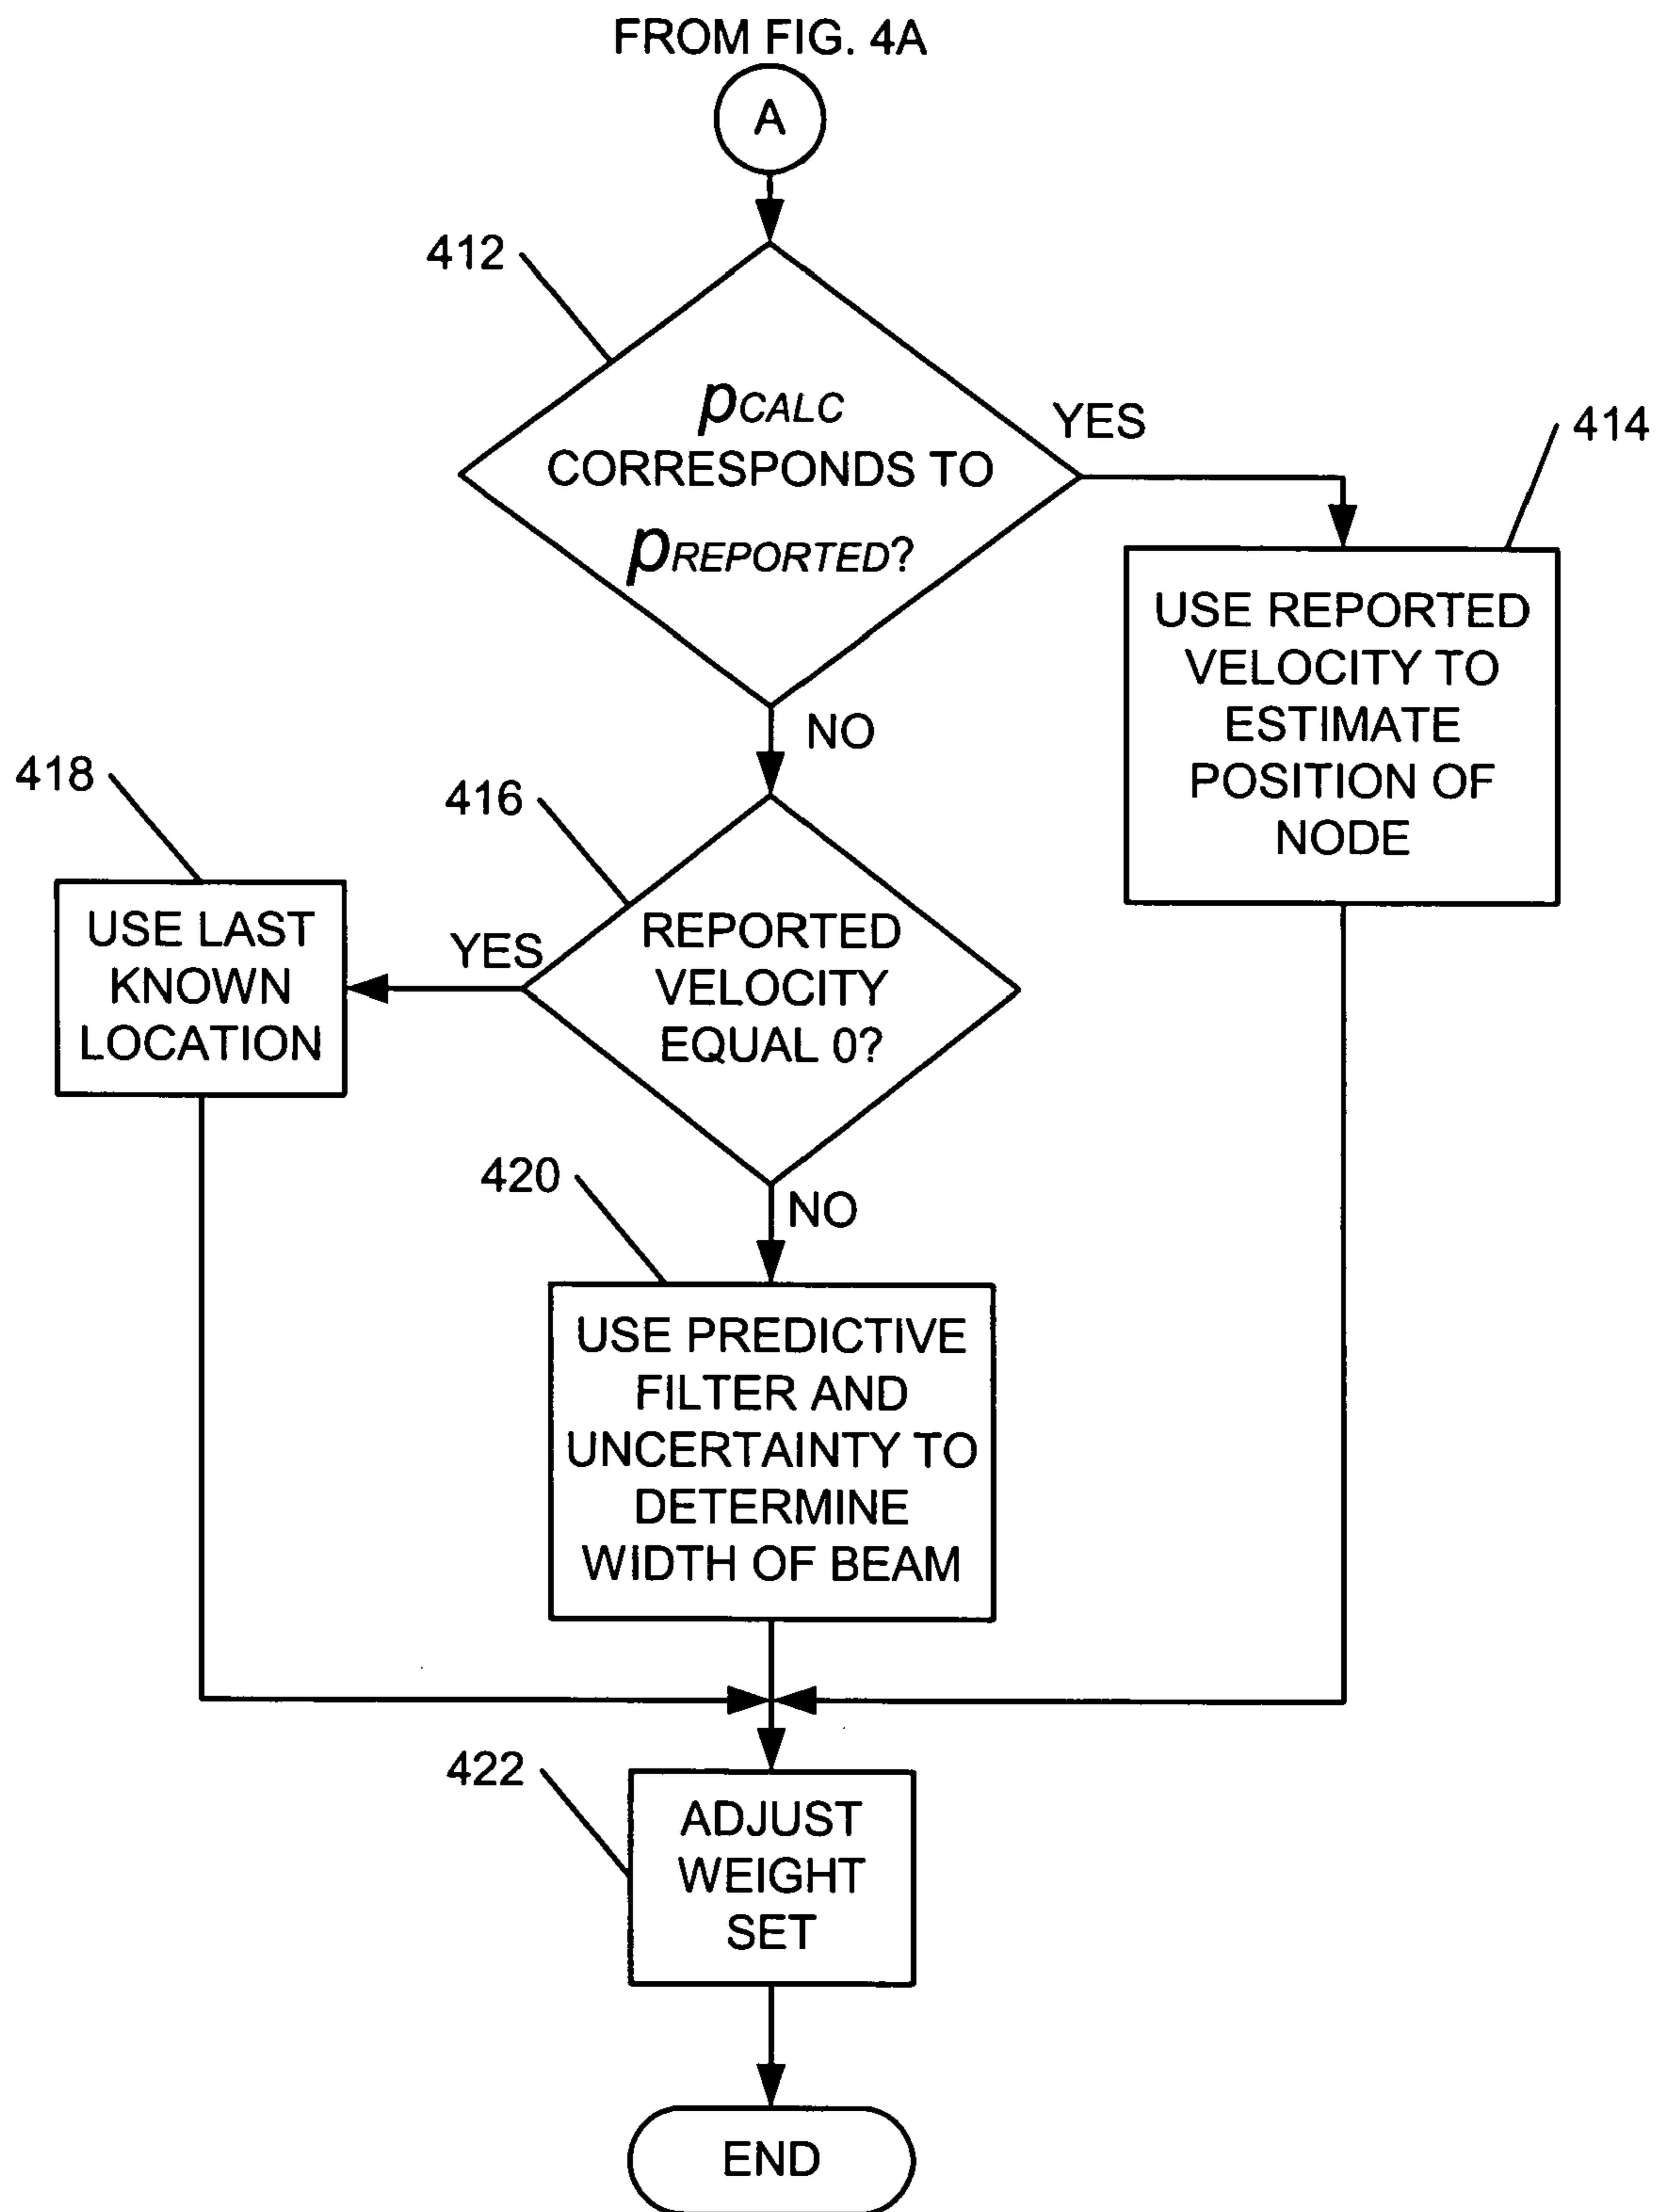 FROM FIG. 4A
A
412
pCALC
CORRESPONDS TO
pREPORTED?
YES
414
USE REPORTED
VELOCITY TO
ESTIMATE
POSITION OF
NODE
NO
418
416
USE LAST
KNOWN
LOCATION
YES
REPORTED
VELOCITY
EQUAL 0?
420
NO
USE PREDICTIVE
FILTER AND
UNCERTAINTY TO
DETERMINE
WIDTH OF BEAM
422
ADJUST
WEIGHT
SET
END